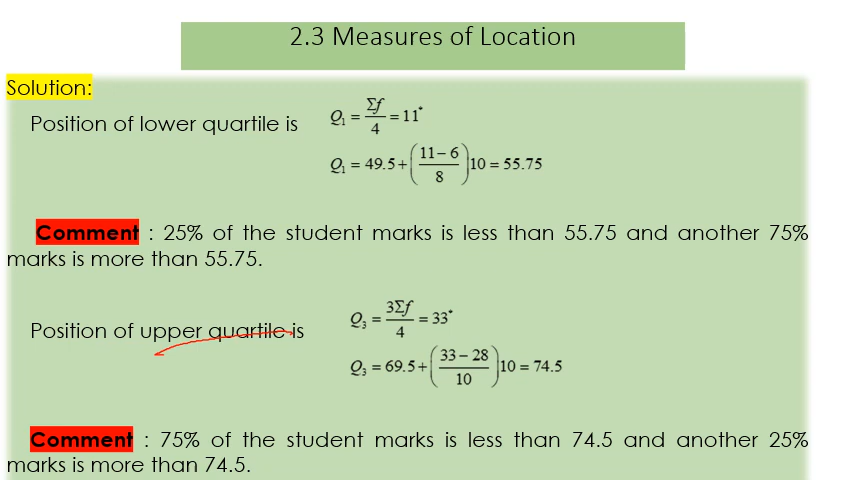 2.3 Measures of Location
Solution:
Position of lower quartile is Q₁ = Σf/4 = 11*
Q₁ = 49.5 + ((11 − 6)/8)10 = 55.75
Comment : 25% of the student marks is less than 55.75 and another 75%
marks is more than 55.75.
Position of upper quartile is Q₃ = 3Σf/4 = 33*
Q₃ = 69.5 + ((33 − 28)/10)10 = 74.5
Comment : 75% of the student marks is less than 74.5 and another 25%
marks is more than 74.5.